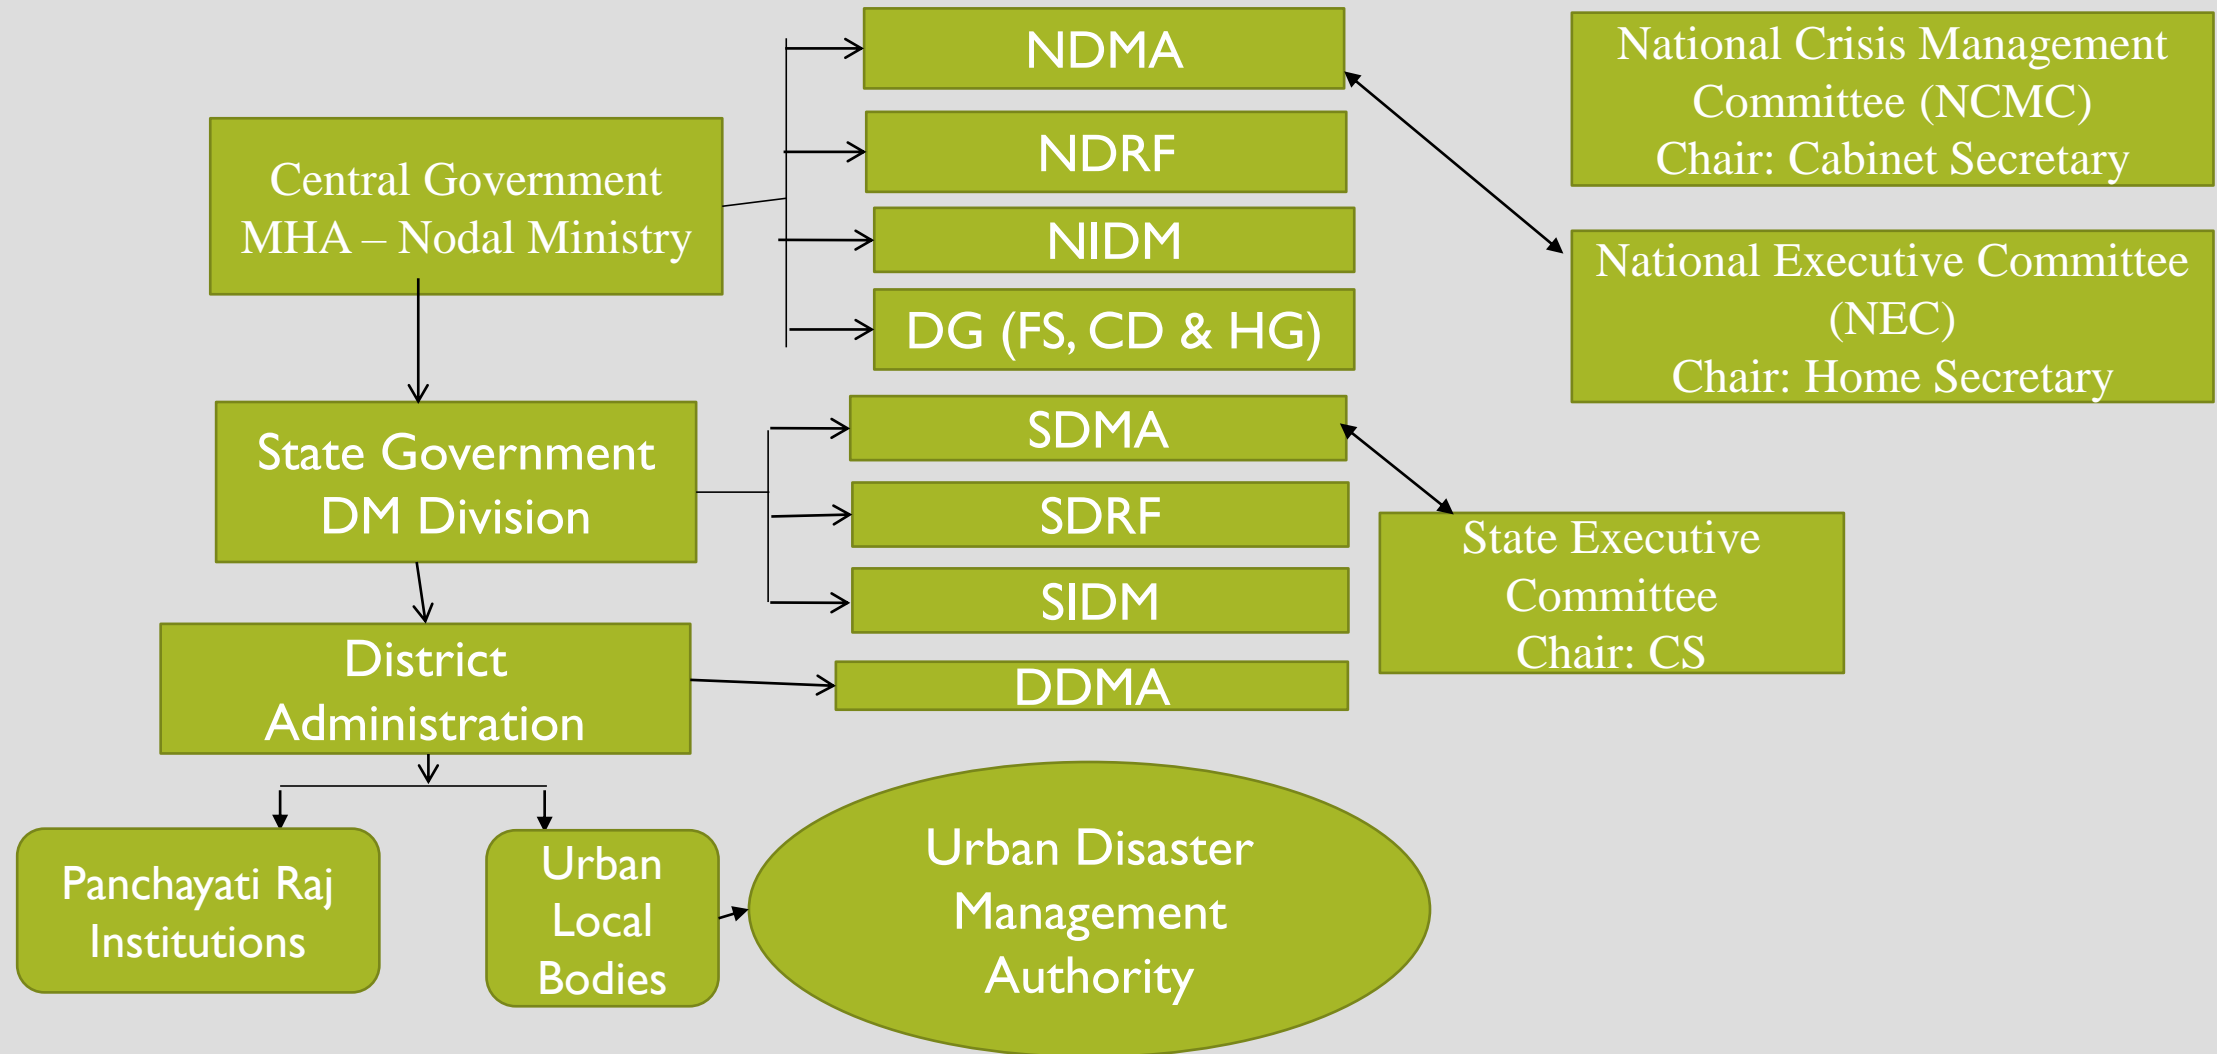 Central Government
MHA – Nodal Ministry
NDMA
NDRF
NIDM
DG (FS, CD & HG)
National Crisis Management
Committee (NCMC)
Chair: Cabinet Secretary
National Executive Committee
(NEC)
Chair: Home Secretary
State Government
DM Division
SDMA
SDRF
SIDM
State Executive
Committee
Chair: CS
District
Administration
DDMA
Panchayati Raj
Institutions
Urban
Local
Bodies
Urban Disaster
Management
Authority